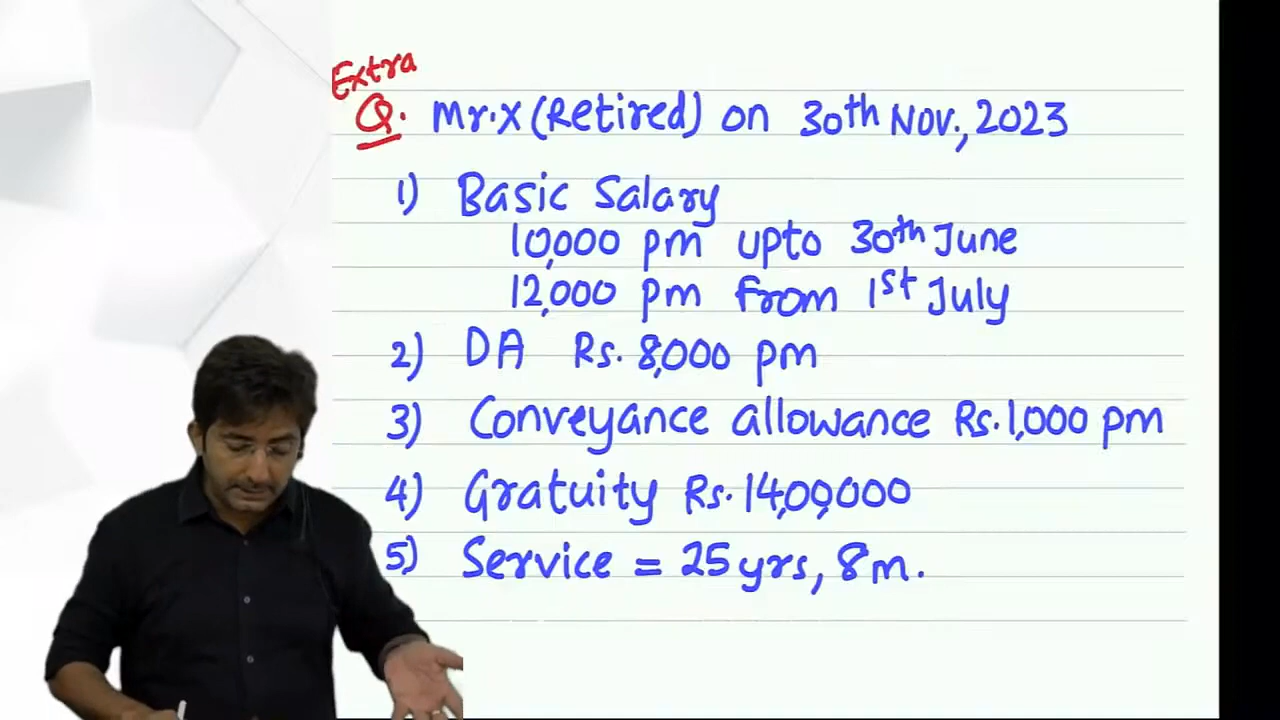 Extra
Q. Mr.X (Retired) on 30th Nov., 2023
1) Basic Salary
10,000 pm upto 30th June
12,000 pm from 1st July
2) DA Rs. 8,000 pm
3) Conveyance allowance Rs. 1,000 pm
4) Gratuity Rs. 14,00,000
5) Service = 25 yrs, 8 m.